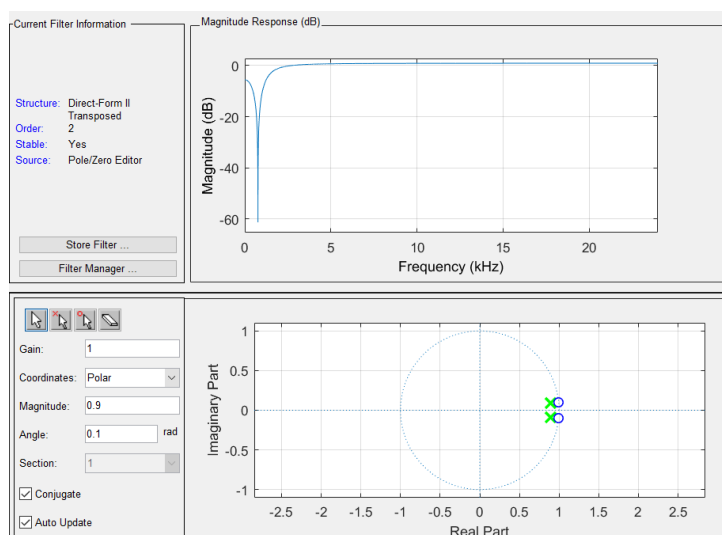 Current Filter Information
Structure: Direct-Form II
Transposed
Order: 2
Stable: Yes
Source: Pole/Zero Editor
Store Filter ...
Filter Manager ...
Magnitude Response (dB)
Magnitude (dB)
0
-20
-40
-60
0 5 10 15 20
Frequency (kHz)
Gain: 1
Coordinates: Polar
Magnitude: 0.9
Angle: 0.1 rad
Section: 1
Conjugate
Auto Update
Imaginary Part
1
0.5
0
-0.5
-1
-2.5 -2 -1.5 -1 -0.5 0 0.5 1 1.5 2 2.5
Real Part